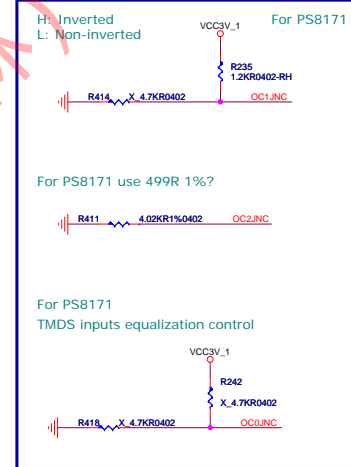 H: Inverted
L: Non-inverted
For PS8171
VCC3V_1
R235
1.2KR0402-RH
R414 X_4.7KR0402 OC1JNC
For PS8171 use 499R 1%?
R411 4.02KR1%0402 OC2JNC
For PS8171
TMDS inputs equalization control
VCC3V_1
R242
X_4.7KR0402
R418 X_4.7KR0402 OC0JNC